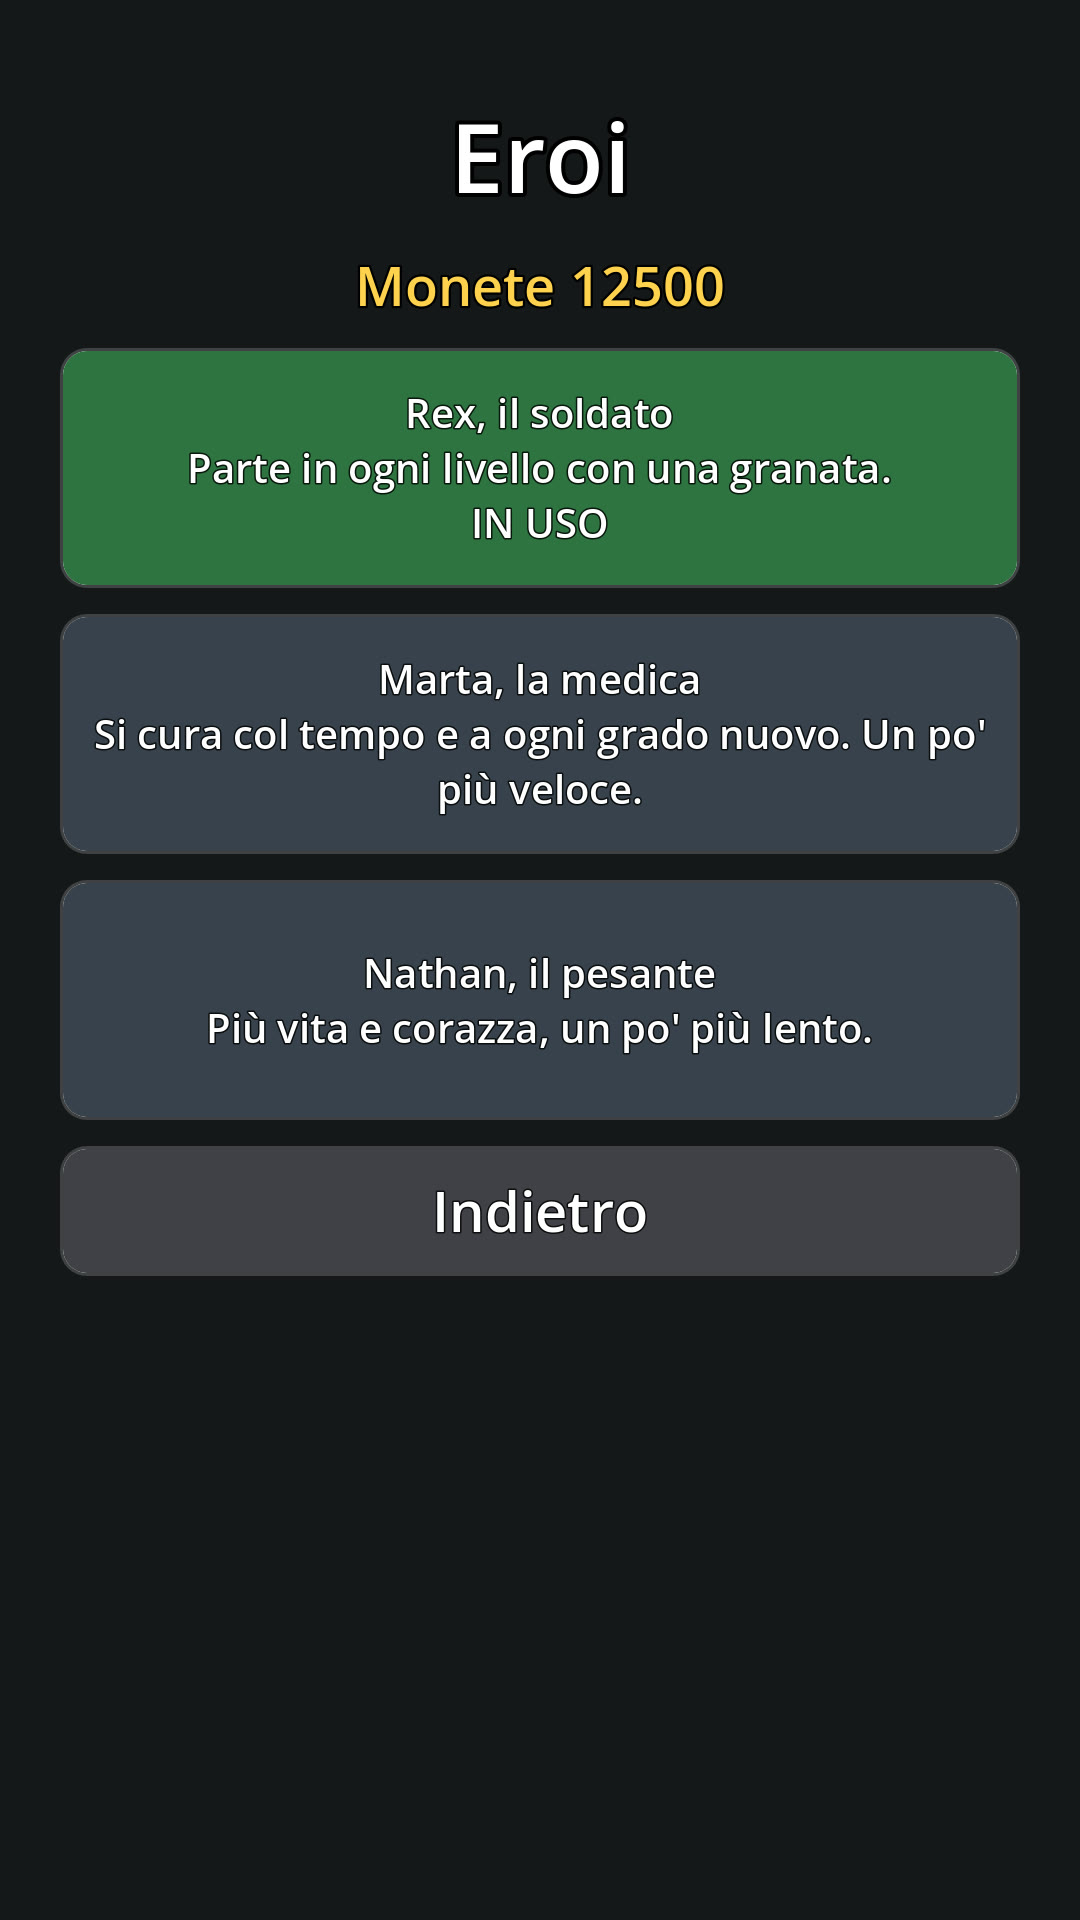 Eroi
Monete 12500
Rex, il soldato
Parte in ogni livello con una granata.
IN USO
Marta, la medica
Si cura col tempo e a ogni grado nuovo. Un po'
più veloce.
Nathan, il pesante
Più vita e corazza, un po' più lento.
Indietro